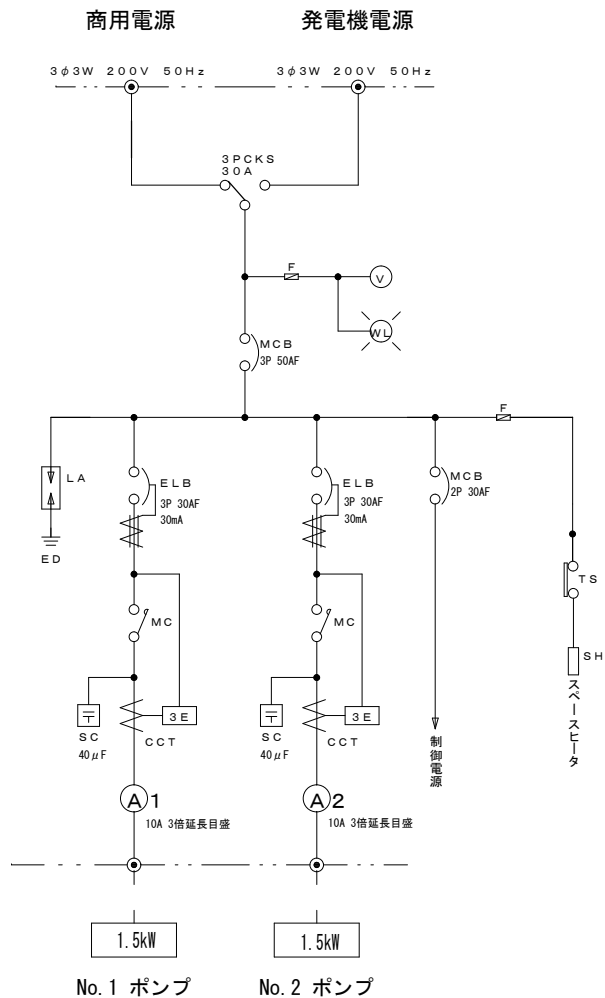 商用電源 発電機電源
3φ3W 200V 50Hz 3φ3W 200V 50Hz
3PCKS
30A
F
V
WL
MCB
3P 50AF
F
LA
ELB
3P 30AF
30mA
ELB
3P 30AF
30mA
MCB
2P 30AF
ED
TS
MC
MC
SH
スペースヒータ
3E
3E
SC
40μF
CCT
SC
40μF
CCT
制御電源
A 1
10A 3倍延長目盛
A 2
10A 3倍延長目盛
1.5kW
1.5kW
No.1 ポンプ
No.2 ポンプ